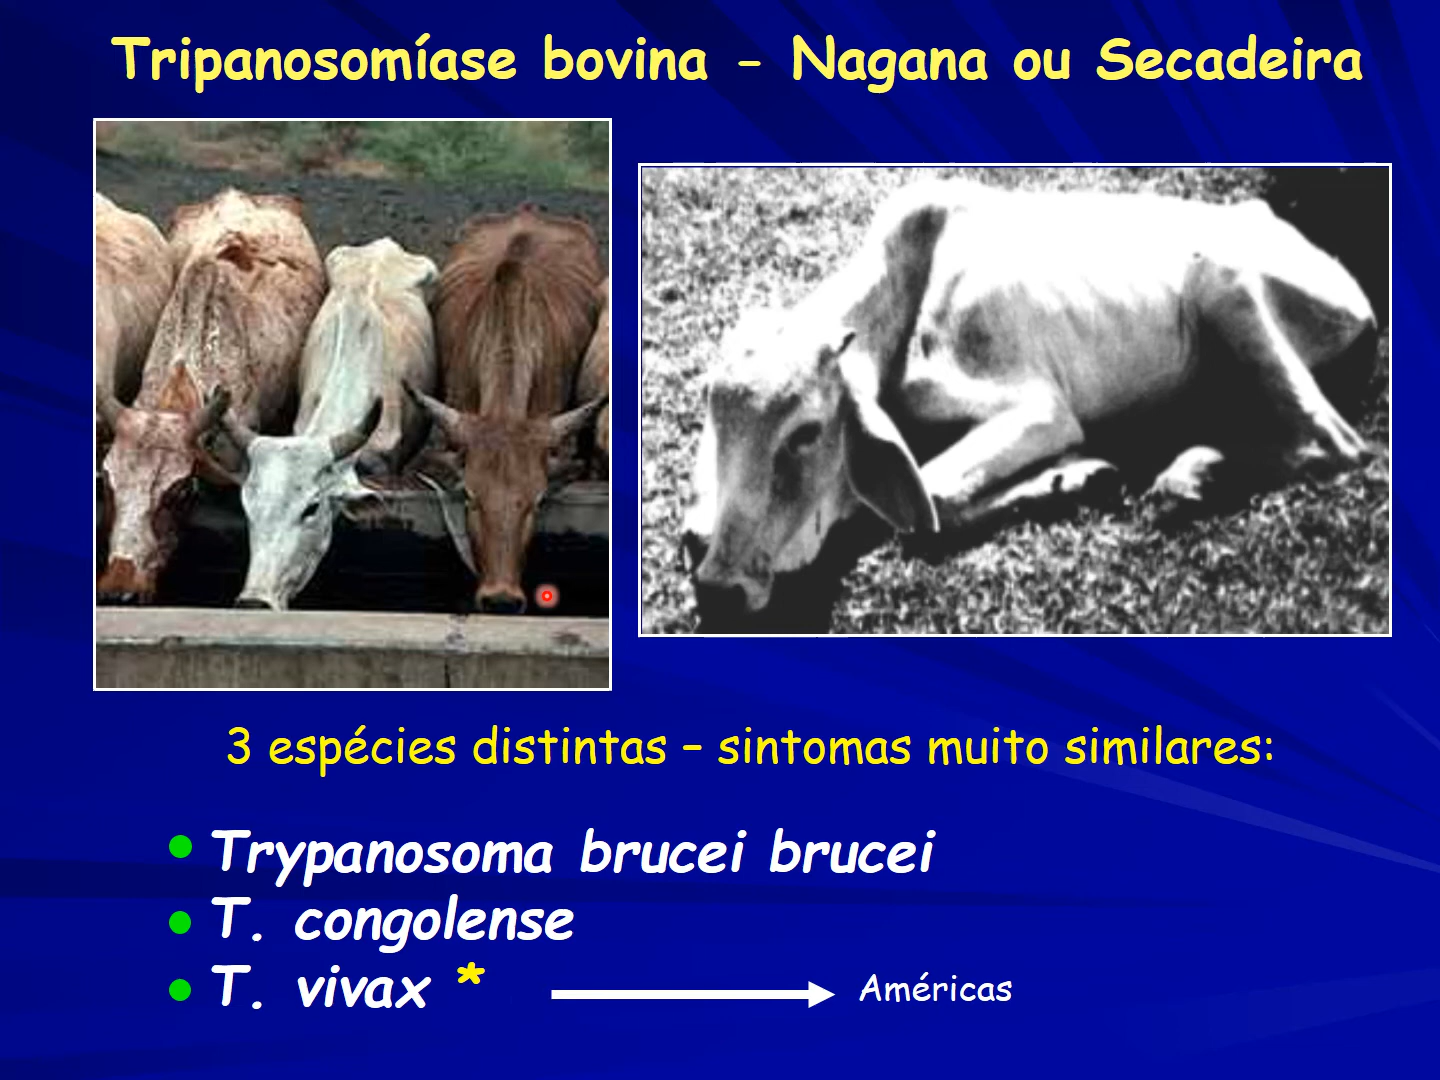 Tripanosomíase bovina - Nagana ou Secadeira
3 espécies distintas – sintomas muito similares:
• Trypanosoma brucei brucei
• T. congolense
• T. vivax * Américas